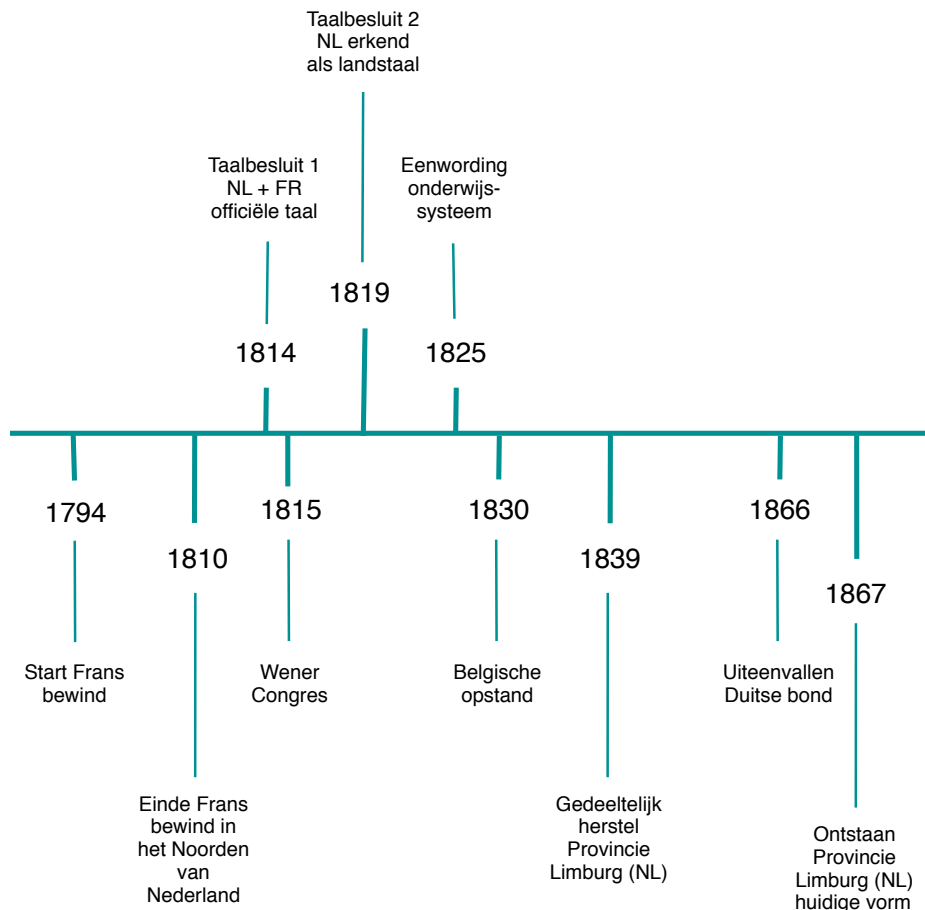 Taalbesluit 2
NL erkend
als landstaal
Taalbesluit 1
NL + FR
officiële taal
Eenwording
onderwijs-
systeem
1819
1814
1825
1794
1815
1830
1866
1810
1839
1867
Start Frans
bewind
Wener
Congres
Belgische
opstand
Uiteenvallen
Duitse bond
Einde Frans
bewind in
het Noorden
van
Nederland
Gedeeltelijk
herstel
Provincie
Limburg (NL)
Ontstaan
Provincie
Limburg (NL)
huidige vorm